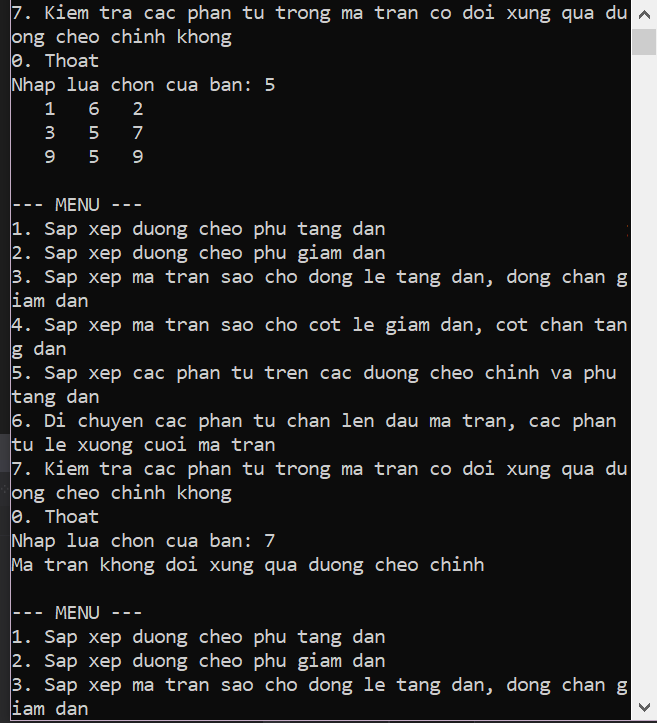 7. Kiem tra cac phan tu trong ma tran co doi xung qua du
ong cheo chinh khong
0. Thoat
Nhap lua chon cua ban: 5
   1   6   2
   3   5   7
   9   5   9

--- MENU ---
1. Sap xep duong cheo phu tang dan
2. Sap xep duong cheo phu giam dan
3. Sap xep ma tran sao cho dong le tang dan, dong chan g
iam dan
4. Sap xep ma tran sao cho cot le giam dan, cot chan tan
g dan
5. Sap xep cac phan tu tren cac duong cheo chinh va phu
tang dan
6. Di chuyen cac phan tu chan len dau ma tran, cac phan
tu le xuong cuoi ma tran
7. Kiem tra cac phan tu trong ma tran co doi xung qua du
ong cheo chinh khong
0. Thoat
Nhap lua chon cua ban: 7
Ma tran khong doi xung qua duong cheo chinh

--- MENU ---
1. Sap xep duong cheo phu tang dan
2. Sap xep duong cheo phu giam dan
3. Sap xep ma tran sao cho dong le tang dan, dong chan g
iam dan